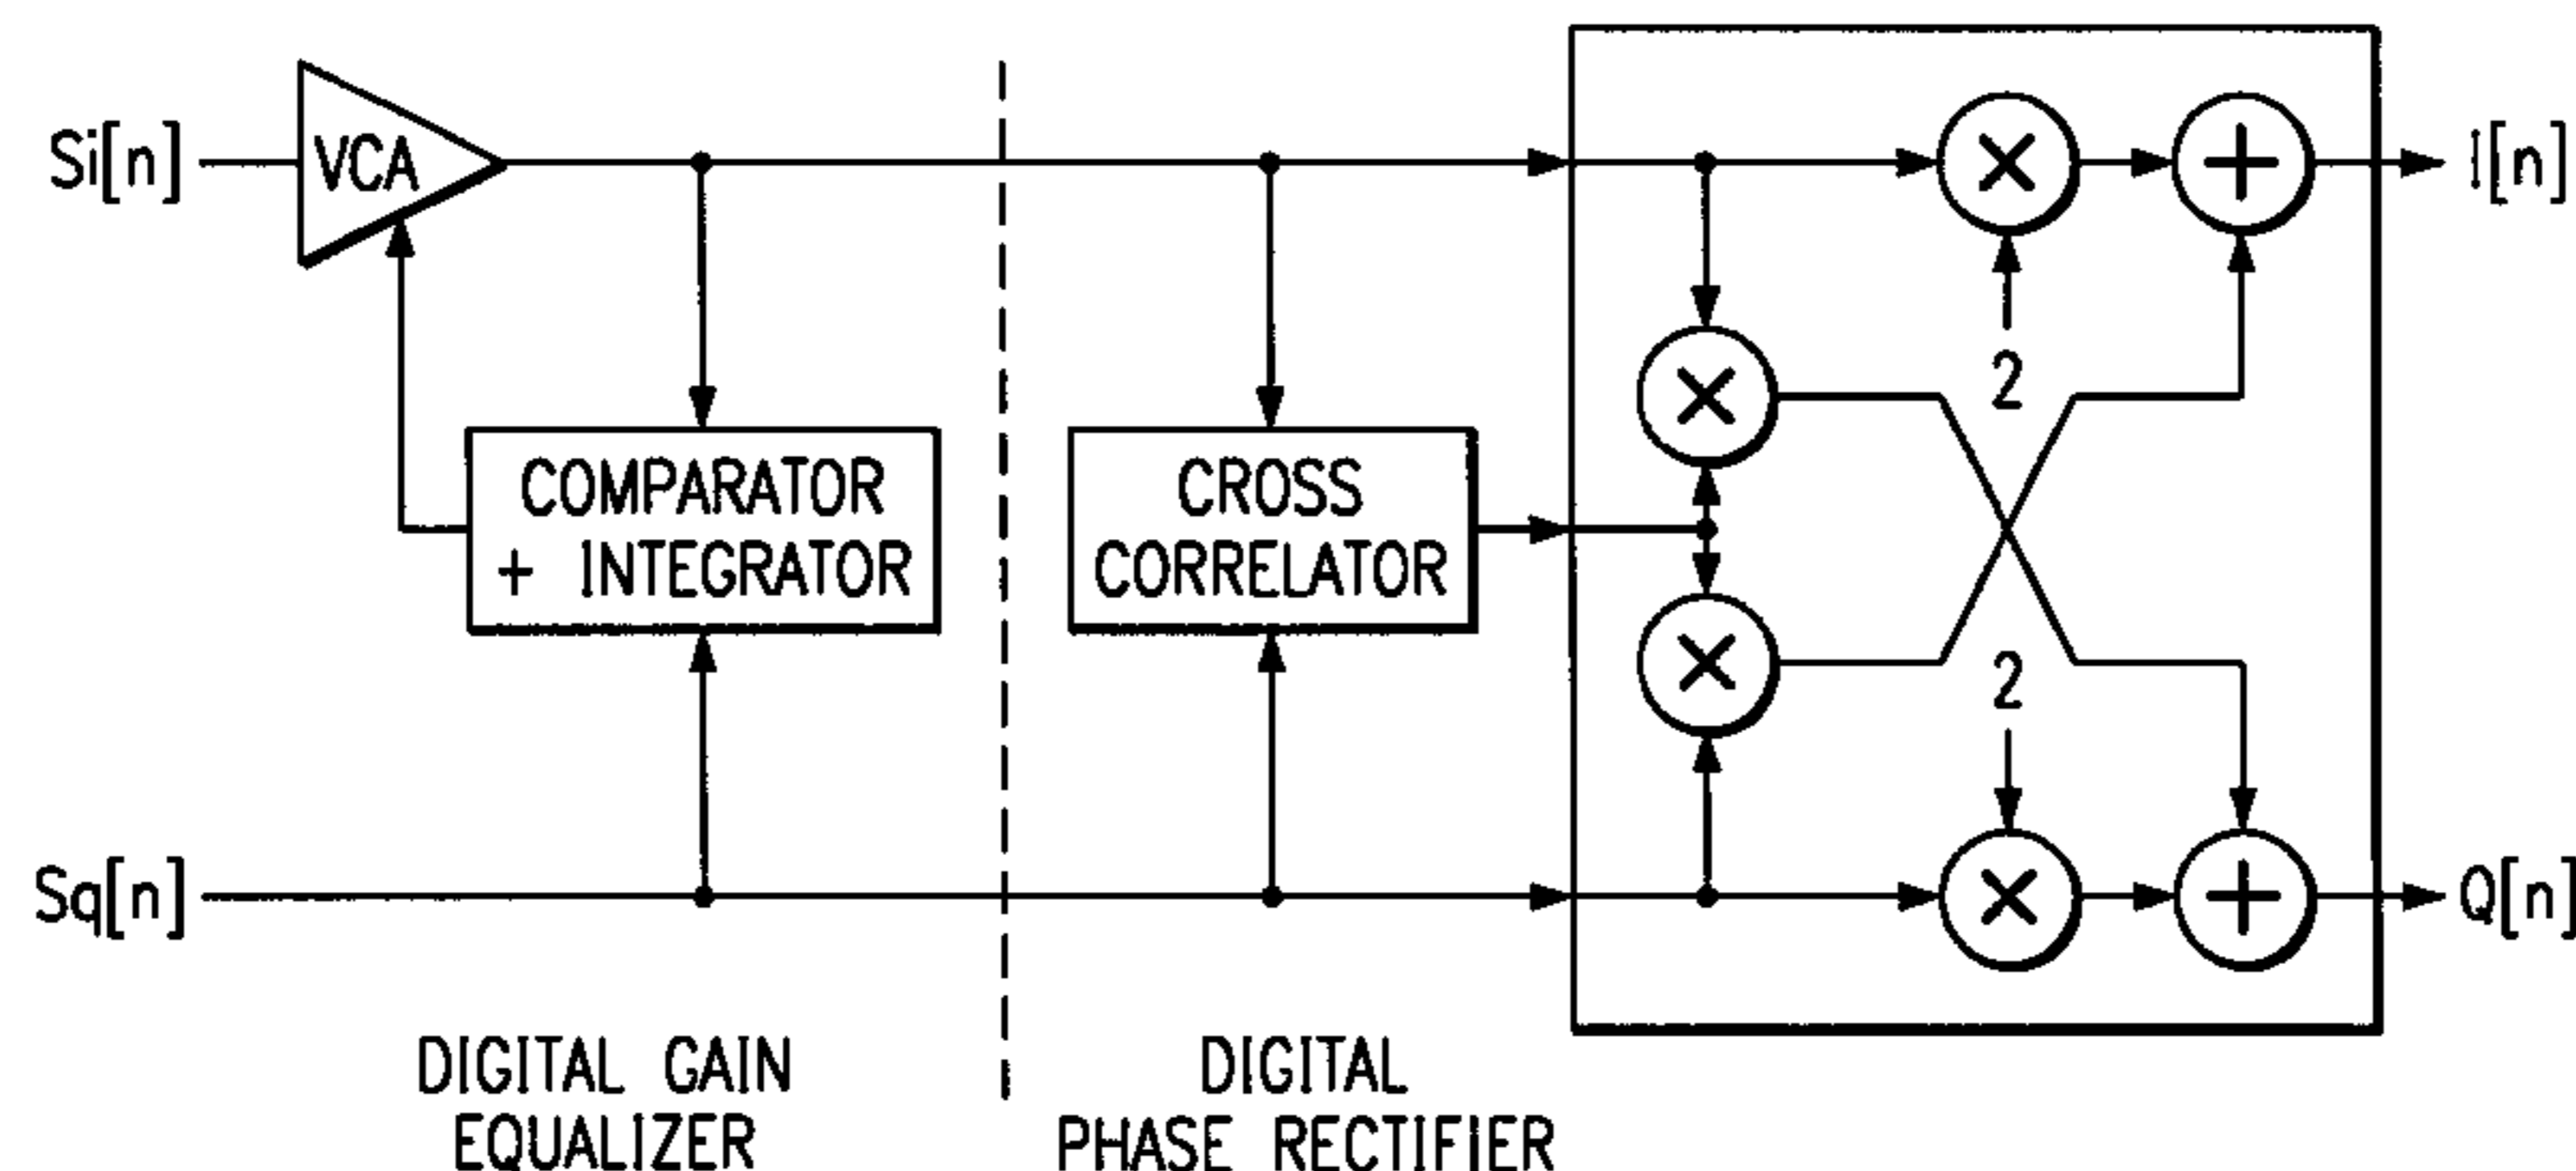 Si[n]
VCA
I[n]
2
COMPARATOR
+ INTEGRATOR
CROSS
CORRELATOR
2
Sq[n]
Q[n]
DIGITAL GAIN
EQUALIZER
DIGITAL
PHASE RECTIFIER